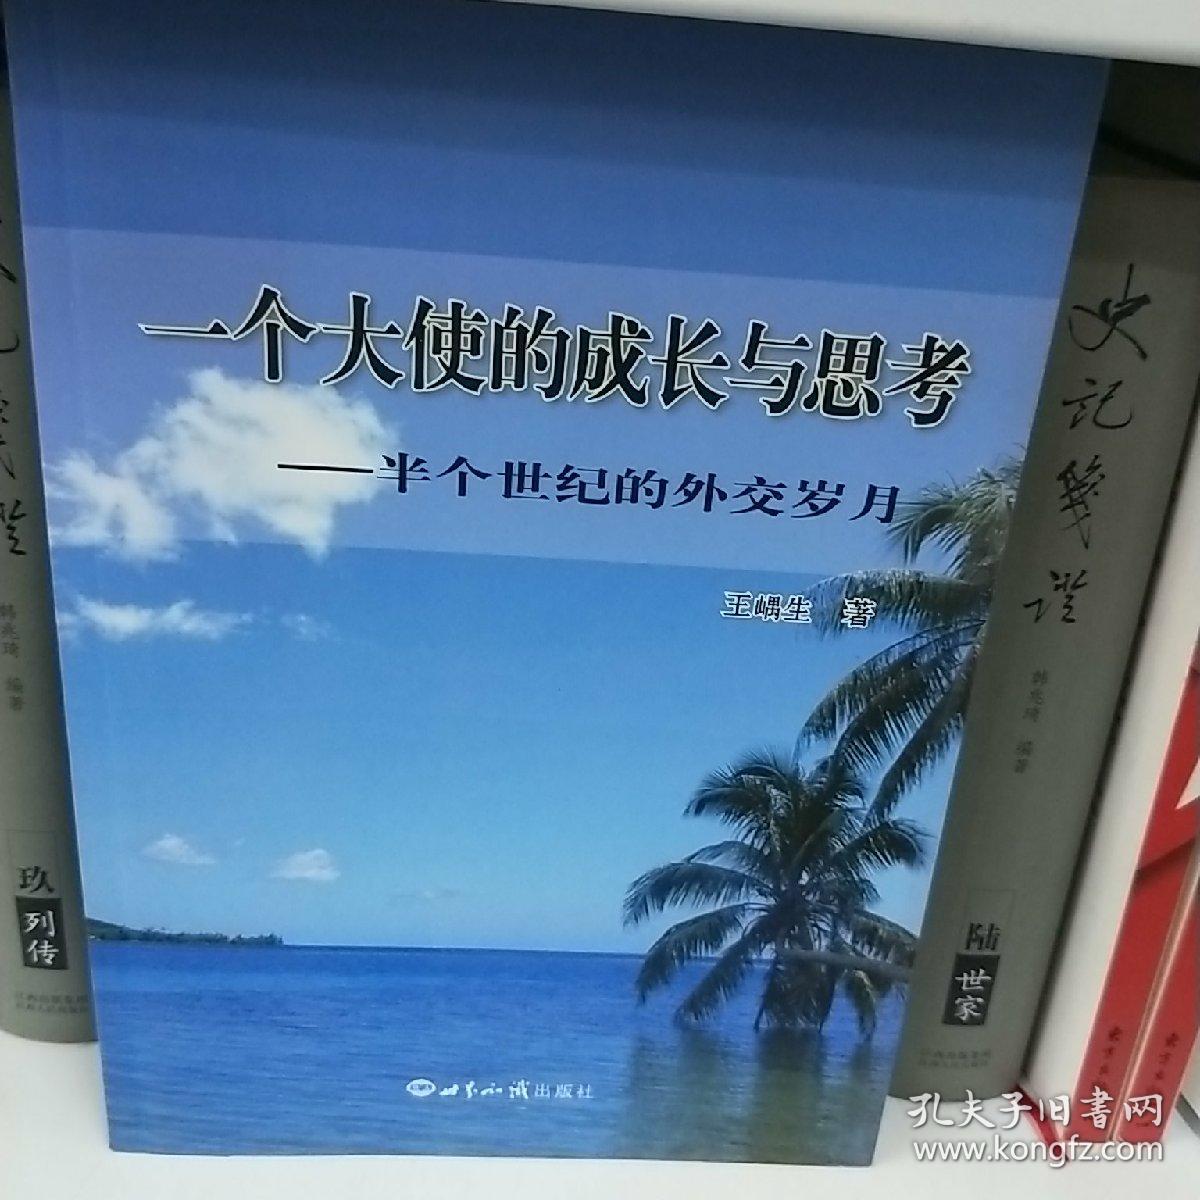 一个大使的成长与思考
——半个世纪的外交岁月
王嵎生 著
世界知识出版社
史记笺证
韩兆琦 编著
陆
世家
韩兆琦 编著
玖
列传
孔夫子旧书网
www.kongfz.com